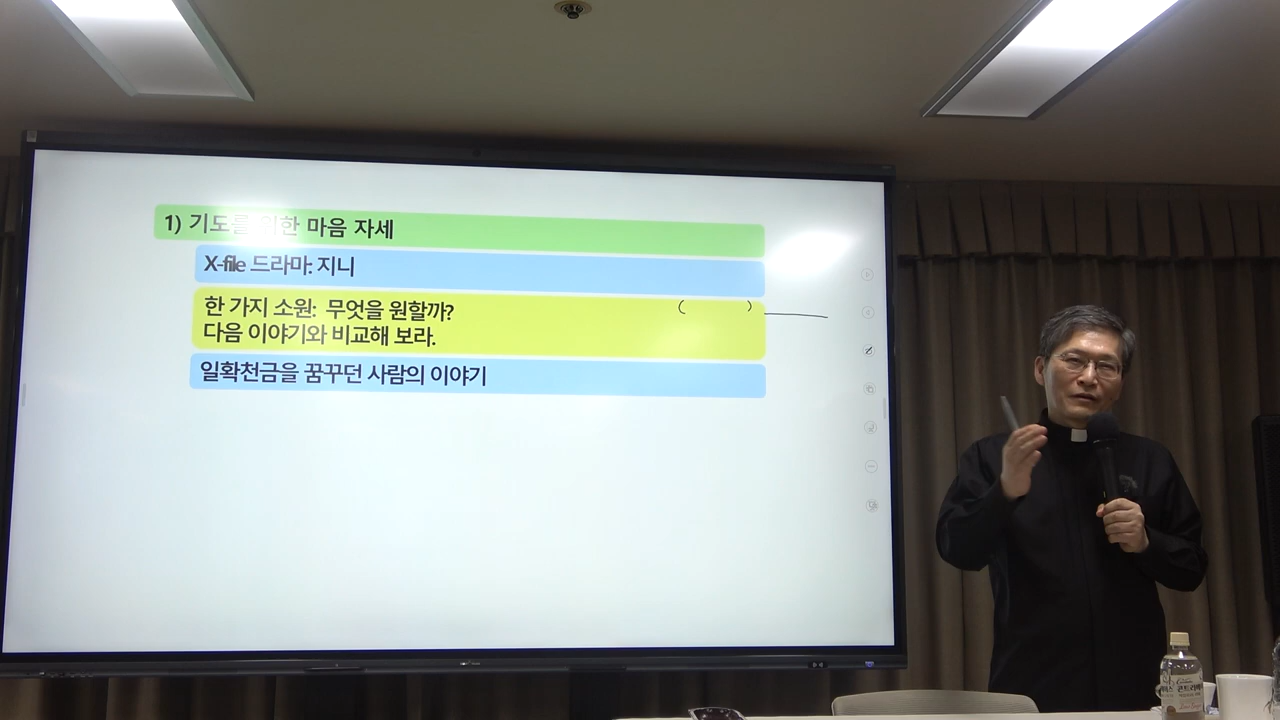 1) 기도를 위한 마음 자세
X-file 드라마: 지니
한 가지 소원: 무엇을 원할까? ( )
다음 이야기와 비교해 보라.
일확천금을 꿈꾸던 사람의 이야기